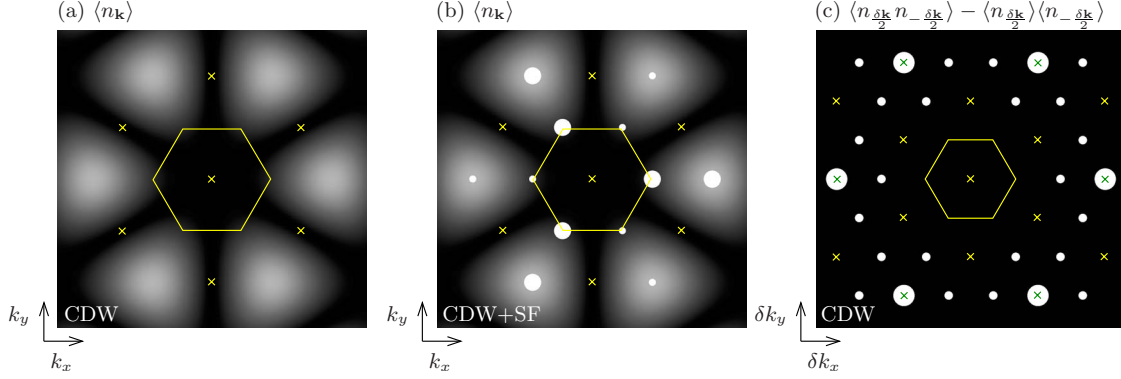 (a) ⟨n_𝐤⟩
(b) ⟨n_𝐤⟩
(c) ⟨n_{δ𝐤/2} n_{-δ𝐤/2}⟩ − ⟨n_{δ𝐤/2}⟩⟨n_{-δ𝐤/2}⟩
k_y
CDW
k_x
k_y
CDW+SF
k_x
δk_y
CDW
δk_x